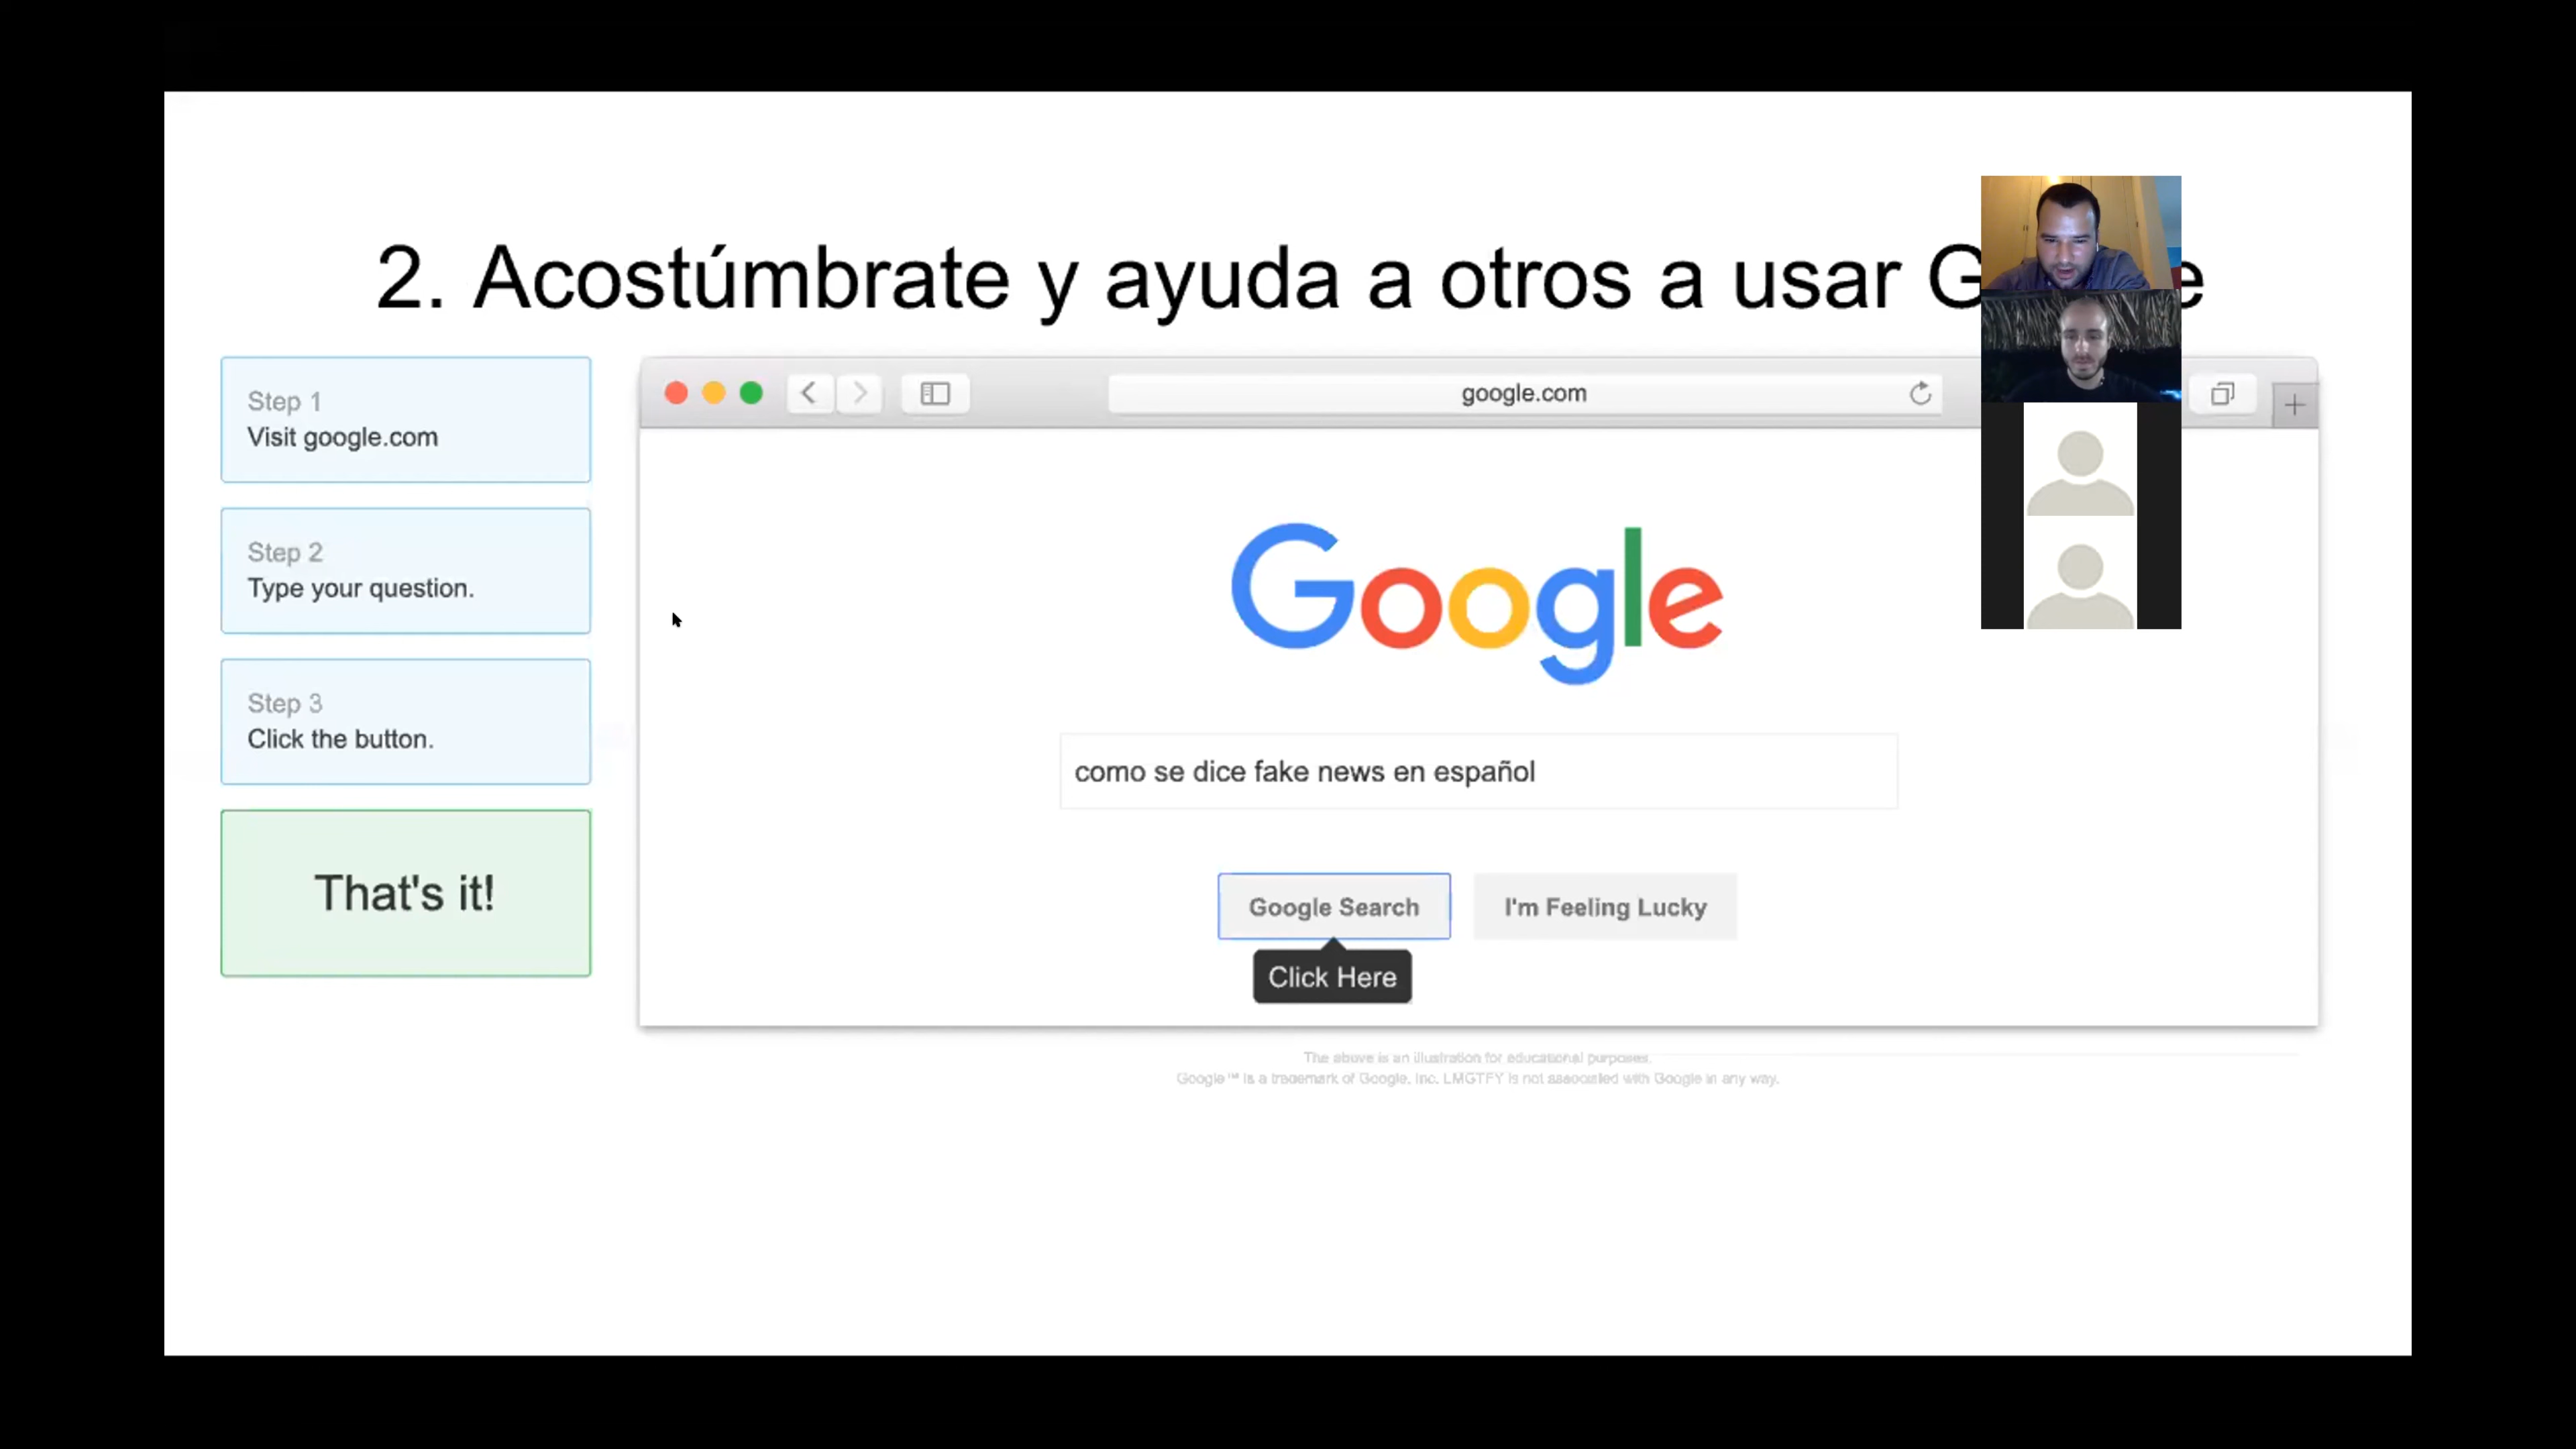 2. Acostúmbrate y ayuda a otros a usar
Step 1
Visit google.com
Step 2
Type your question.
Step 3
Click the button.
That's it!
google.com
Google
como se dice fake news en español
Google Search
I'm Feeling Lucky
Click Here
The above is an illustration for educational purposes.
Google™ is a trademark of Google, Inc. LMGTFY is not associated with Google in any way.